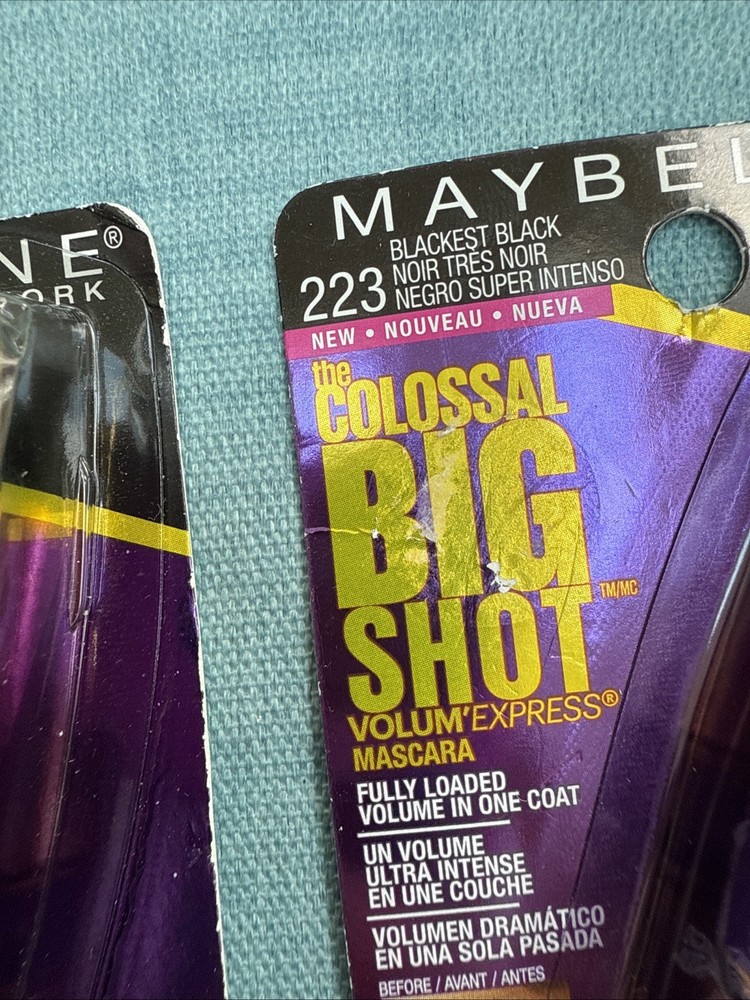 NE®
ORK
MAYBEL
BLACKEST BLACK
223 NOIR TRÈS NOIR
NEGRO SUPER INTENSO
NEW • NOUVEAU • NUEVA
the
COLOSSAL
BIG
SHOT TM/MC
VOLUM'EXPRESS®
MASCARA
FULLY LOADED
VOLUME IN ONE COAT
UN VOLUME
ULTRA INTENSE
EN UNE COUCHE
VOLUMEN DRAMÁTICO
EN UNA SOLA PASADA
BEFORE / AVANT / ANTES